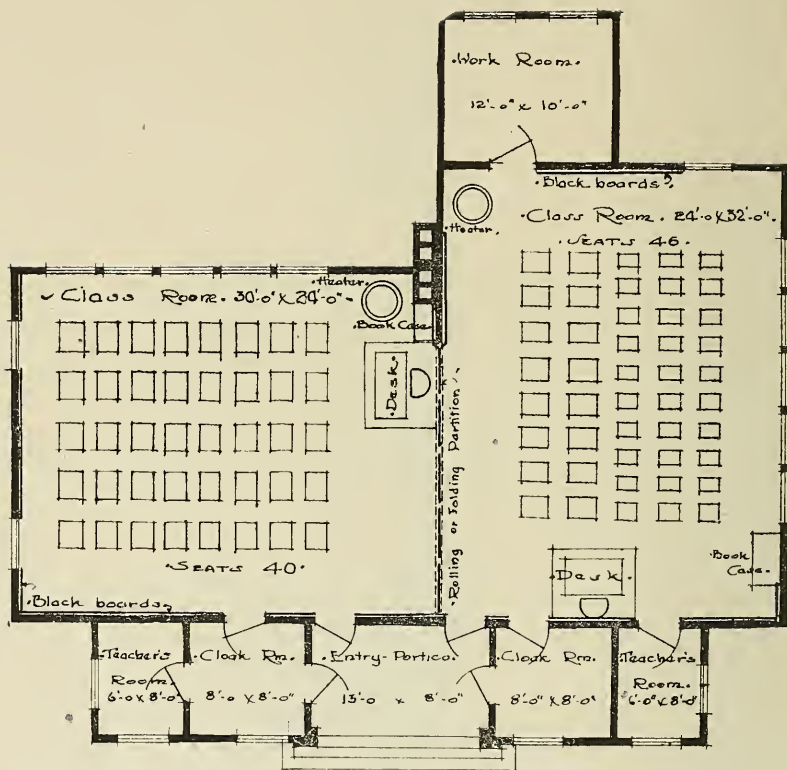 ·Work Room.
12'-0" x 10'-0"
·Black boards
·Class Room. 24'-0 x 32'-0".
·Heater.
·SEATS 46.
·Heater.
·Class Room. 30'-0" x 24'-0".
·Book Case
·Desk.
·Rolling or Folding Partition
·SEATS 40·
·Desk.
·Book
Case.
·Black boards
·Teacher's
Room.
6'-0 x 8'-0"
·Cloak Rm.
8'-0 x 8'-0"
·Entry-Portico.
13'-0 x 8'-0"
·Cloak Rm.
8'-0" x 8'-0"
·Teacher's
Room.
6'-0" x 8'-0"